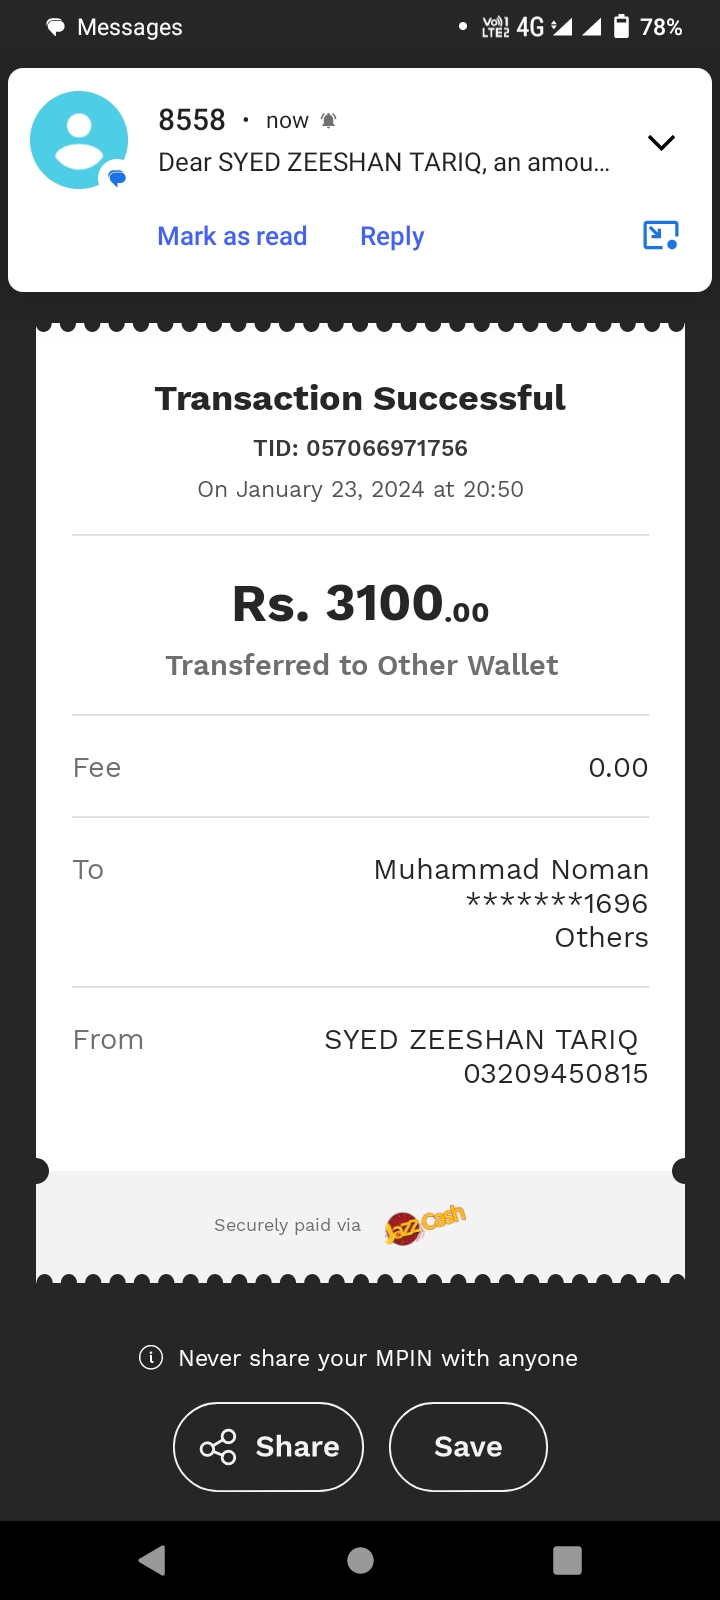 Messages
VoLTE1 LTE2 4G 78%
8558 • now
Dear SYED ZEESHAN TARIQ, an amou...
Mark as read Reply
Transaction Successful
TID: 057066971756
On January 23, 2024 at 20:50
Rs. 3100.00
Transferred to Other Wallet
Fee 0.00
To Muhammad Noman
*******1696
Others
From SYED ZEESHAN TARIQ
03209450815
Securely paid via JazzCash
Never share your MPIN with anyone
Share Save